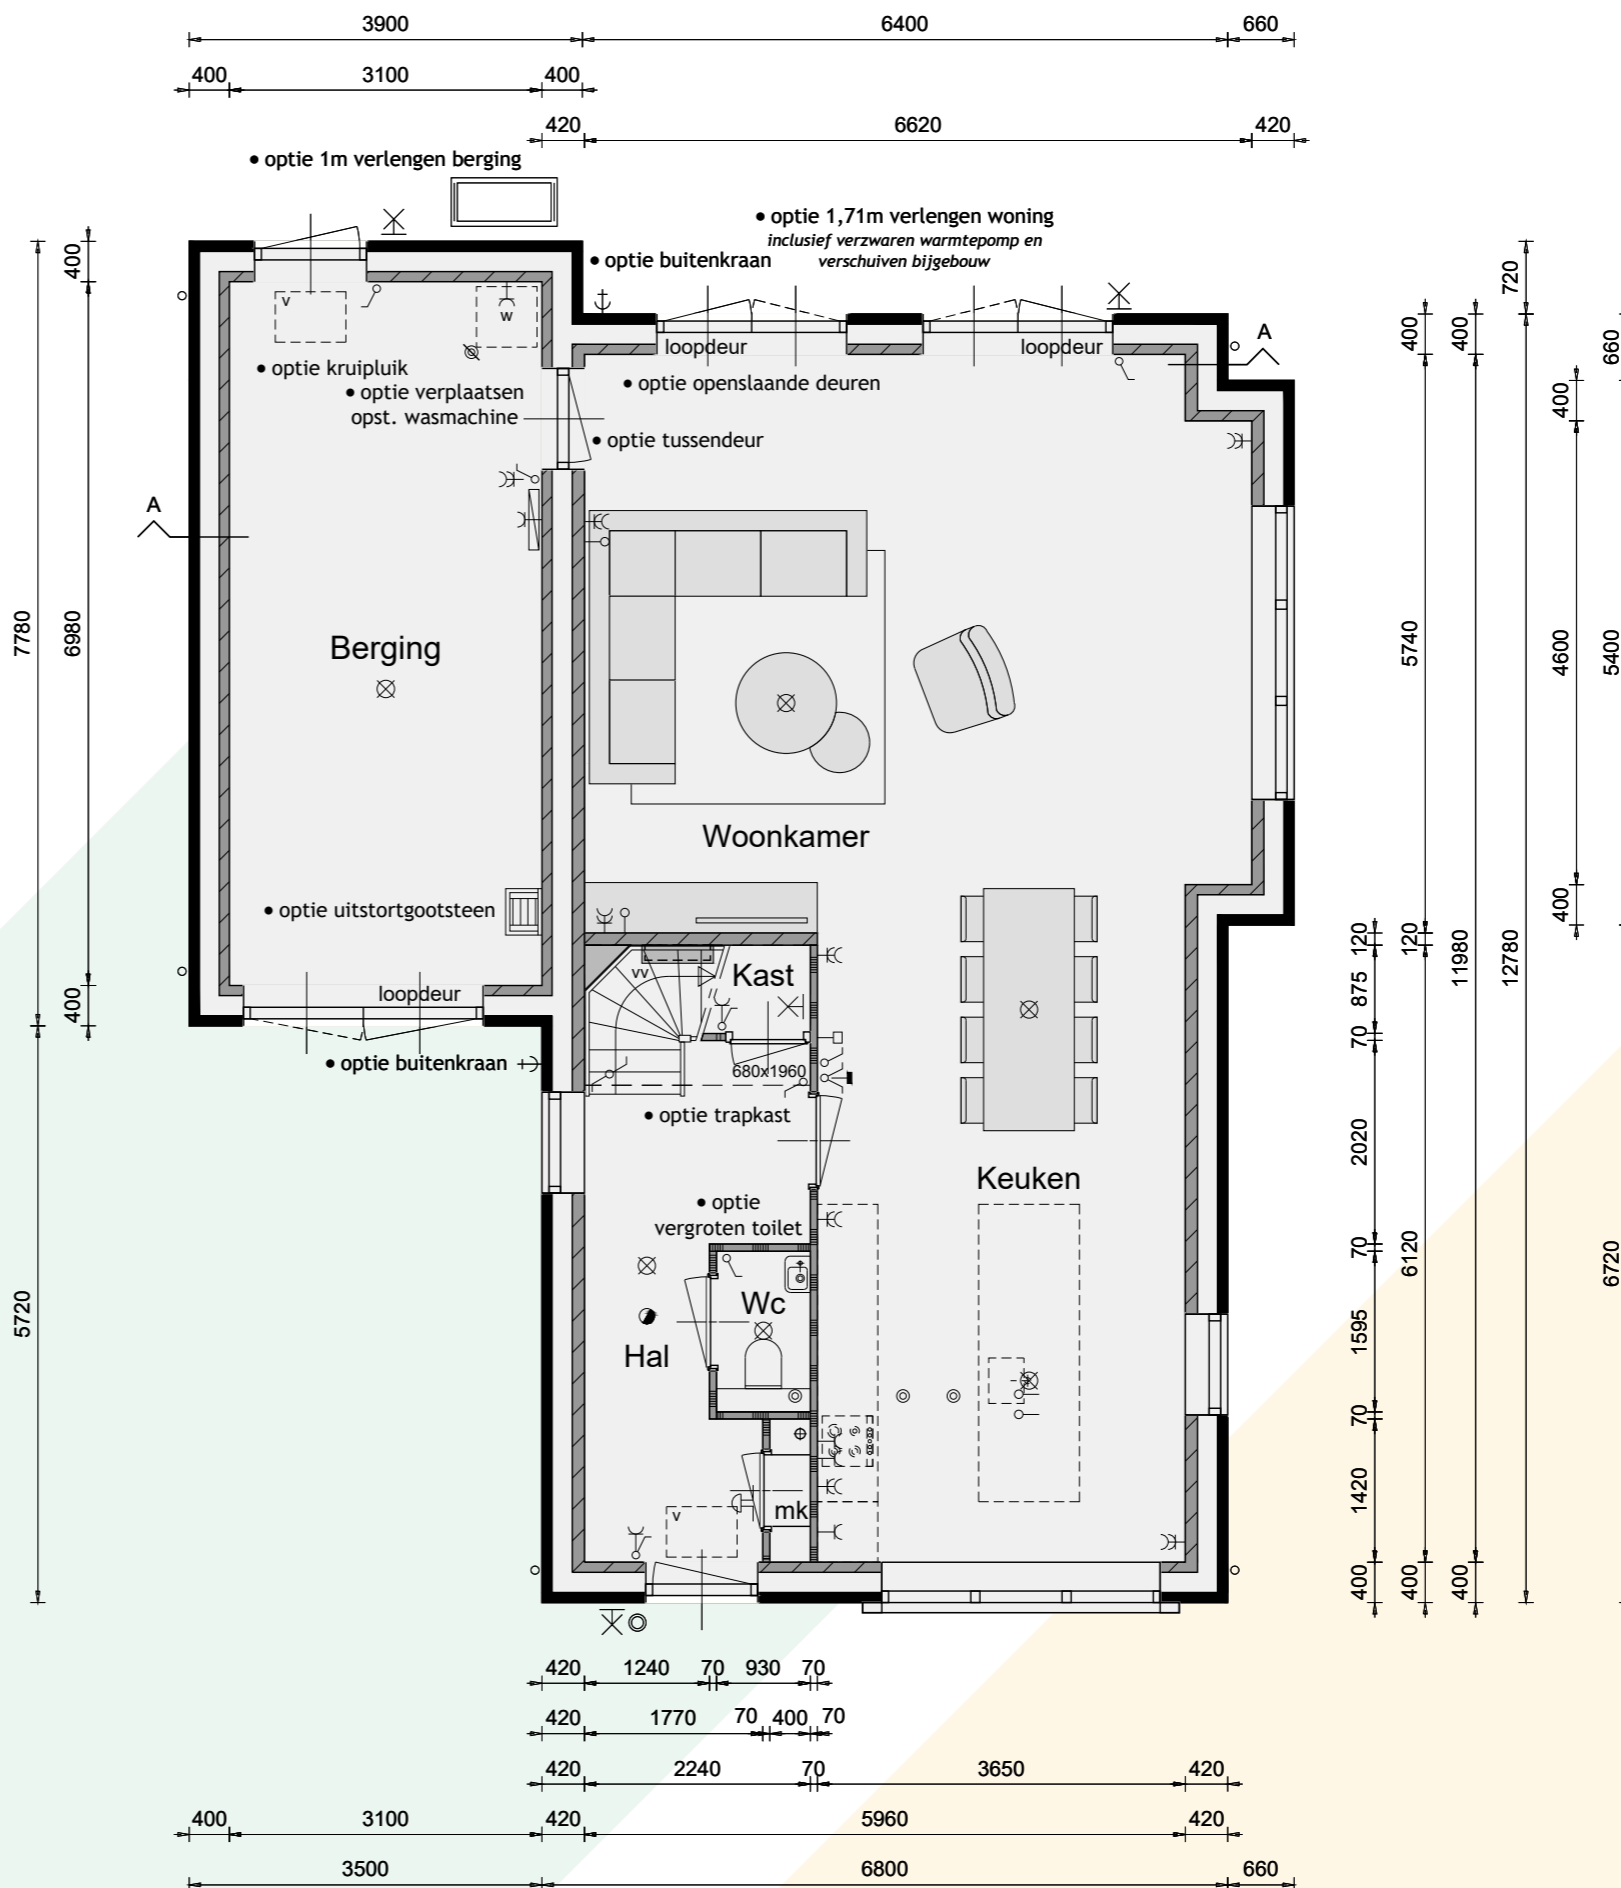 3900 6400 660
400 3100 400
420 6620 420
• optie 1m verlengen berging
• optie 1,71m verlengen woning
inclusief verzwaren warmtepomp en
verschuiven bijgebouw
• optie buitenkraan
400
720
v
w
loopdeur
loopdeur
A
400
400
660
• optie kruipluik
• optie openslaande deuren
• optie verplaatsen
opst. wasmachine
• optie tussendeur
400
A
7780
6980
Berging
5740
4600
5400
Woonkamer
• optie uitstortgootsteen
400
120
120
11980
12780
loopdeur
400
vv
Kast
875
70
• optie buitenkraan
680x1960
• optie trapkast
2020
Keuken
• optie
vergroten toilet
70
6120
6720
5720
Wc
Hal
1595
70
1420
v
mk
400
400
400
420 1240 70 930 70
420 1770 70 400 70
420 2240 70 3650 420
400 3100 420 5960 420
3500 6800 660